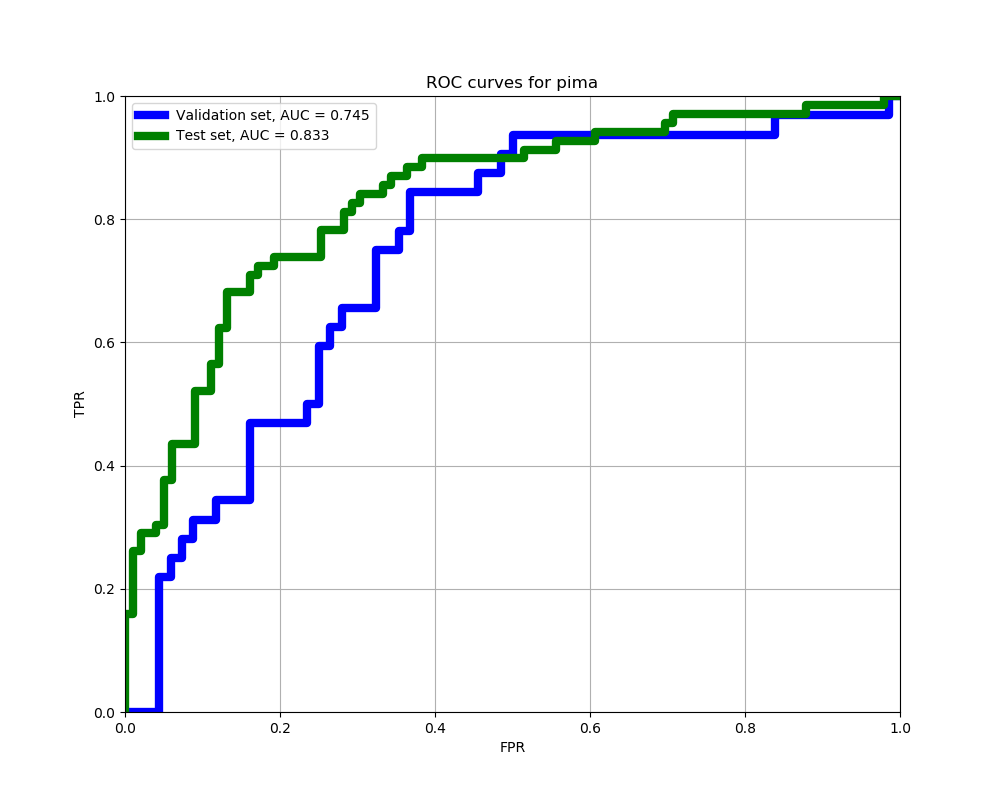 ROC curves for pima
Validation set, AUC = 0.745
Test set, AUC = 0.833
1.0
0.8
0.6
0.4
0.2
0.0
TPR
0.0 0.2 0.4 0.6 0.8 1.0
FPR